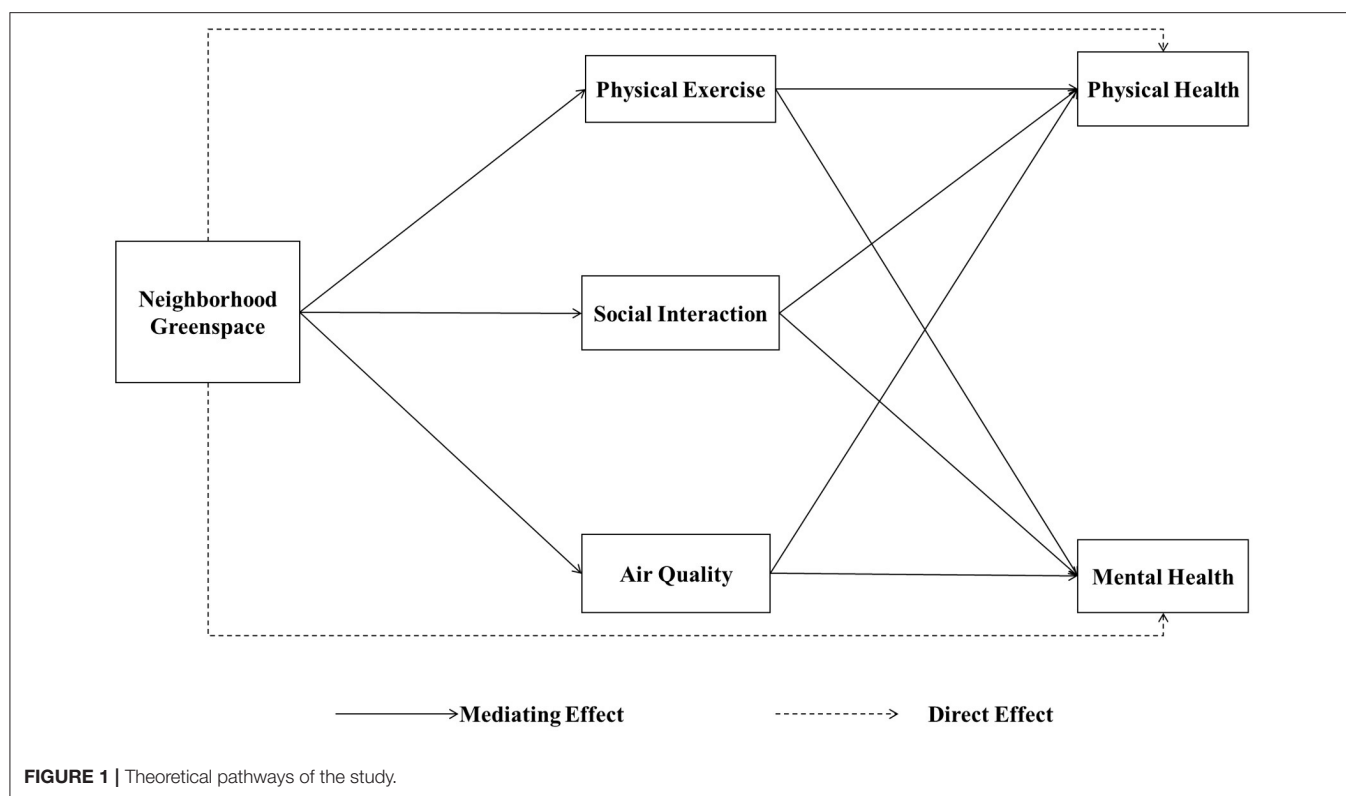 Physical Exercise
Physical Health
Neighborhood
Greenspace
Social Interaction
Air Quality
Mental Health
Mediating Effect
Direct Effect
FIGURE 1 | Theoretical pathways of the study.